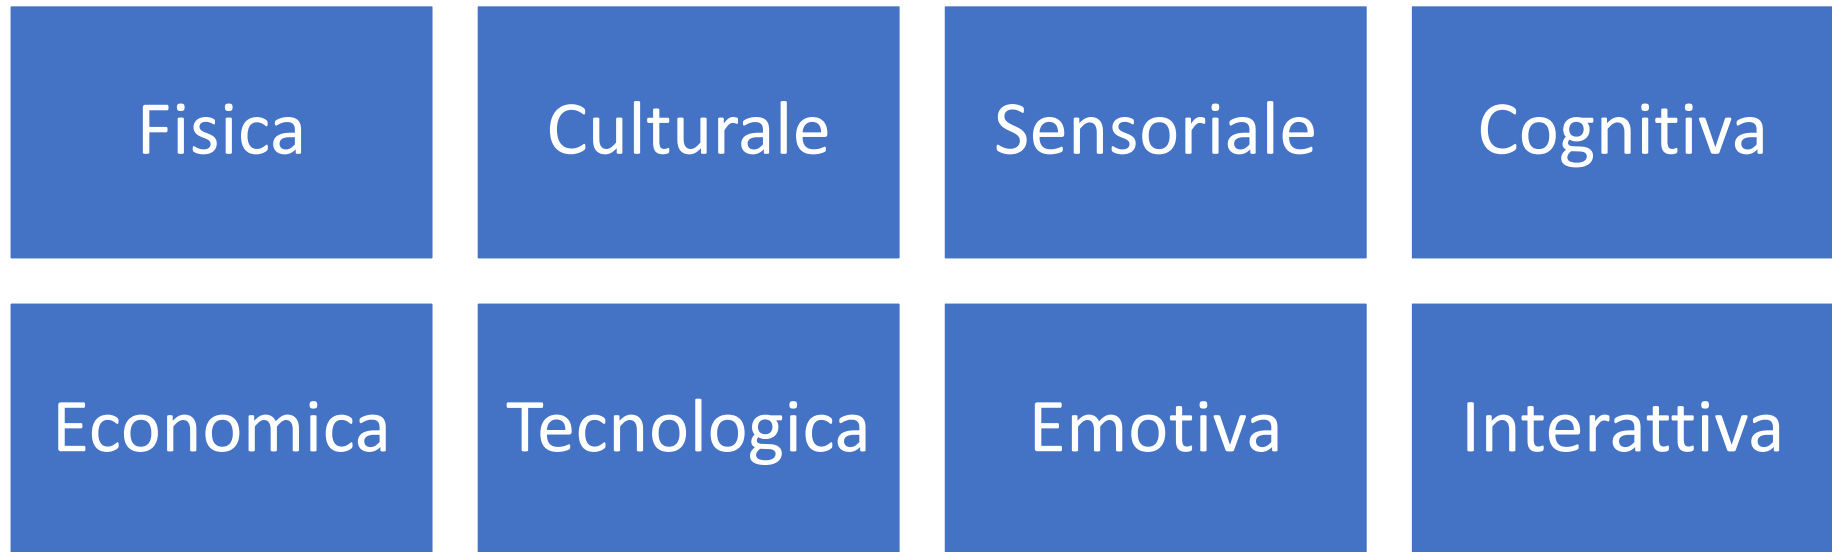 Fisica
Culturale
Sensoriale
Cognitiva
Economica
Tecnologica
Emotiva
Interattiva